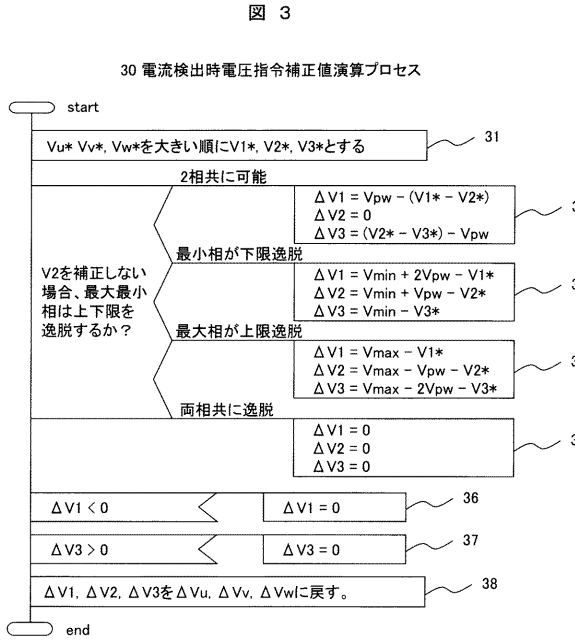 図 3
30 電流検出時電圧指令補正値演算プロセス
start
Vu* Vv*, Vw*を大きい順にV1*, V2*, V3*とする
31
2相共に可能
ΔV1 = Vpw − (V1* − V2*)
ΔV2 = 0
ΔV3 = (V2* − V3*) − Vpw
最小相が下限逸脱
V2を補正しない
場合、最大最小
相は上下限を
逸脱するか？
ΔV1 = Vmin + 2Vpw − V1*
ΔV2 = Vmin + Vpw − V2*
ΔV3 = Vmin − V3*
最大相が上限逸脱
ΔV1 = Vmax − V1*
ΔV2 = Vmax − Vpw − V2*
ΔV3 = Vmax − 2Vpw − V3*
両相共に逸脱
ΔV1 = 0
ΔV2 = 0
ΔV3 = 0
ΔV1 < 0
ΔV1 = 0
36
ΔV3 > 0
ΔV3 = 0
37
ΔV1, ΔV2, ΔV3をΔVu, ΔVv, ΔVwに戻す。
38
end